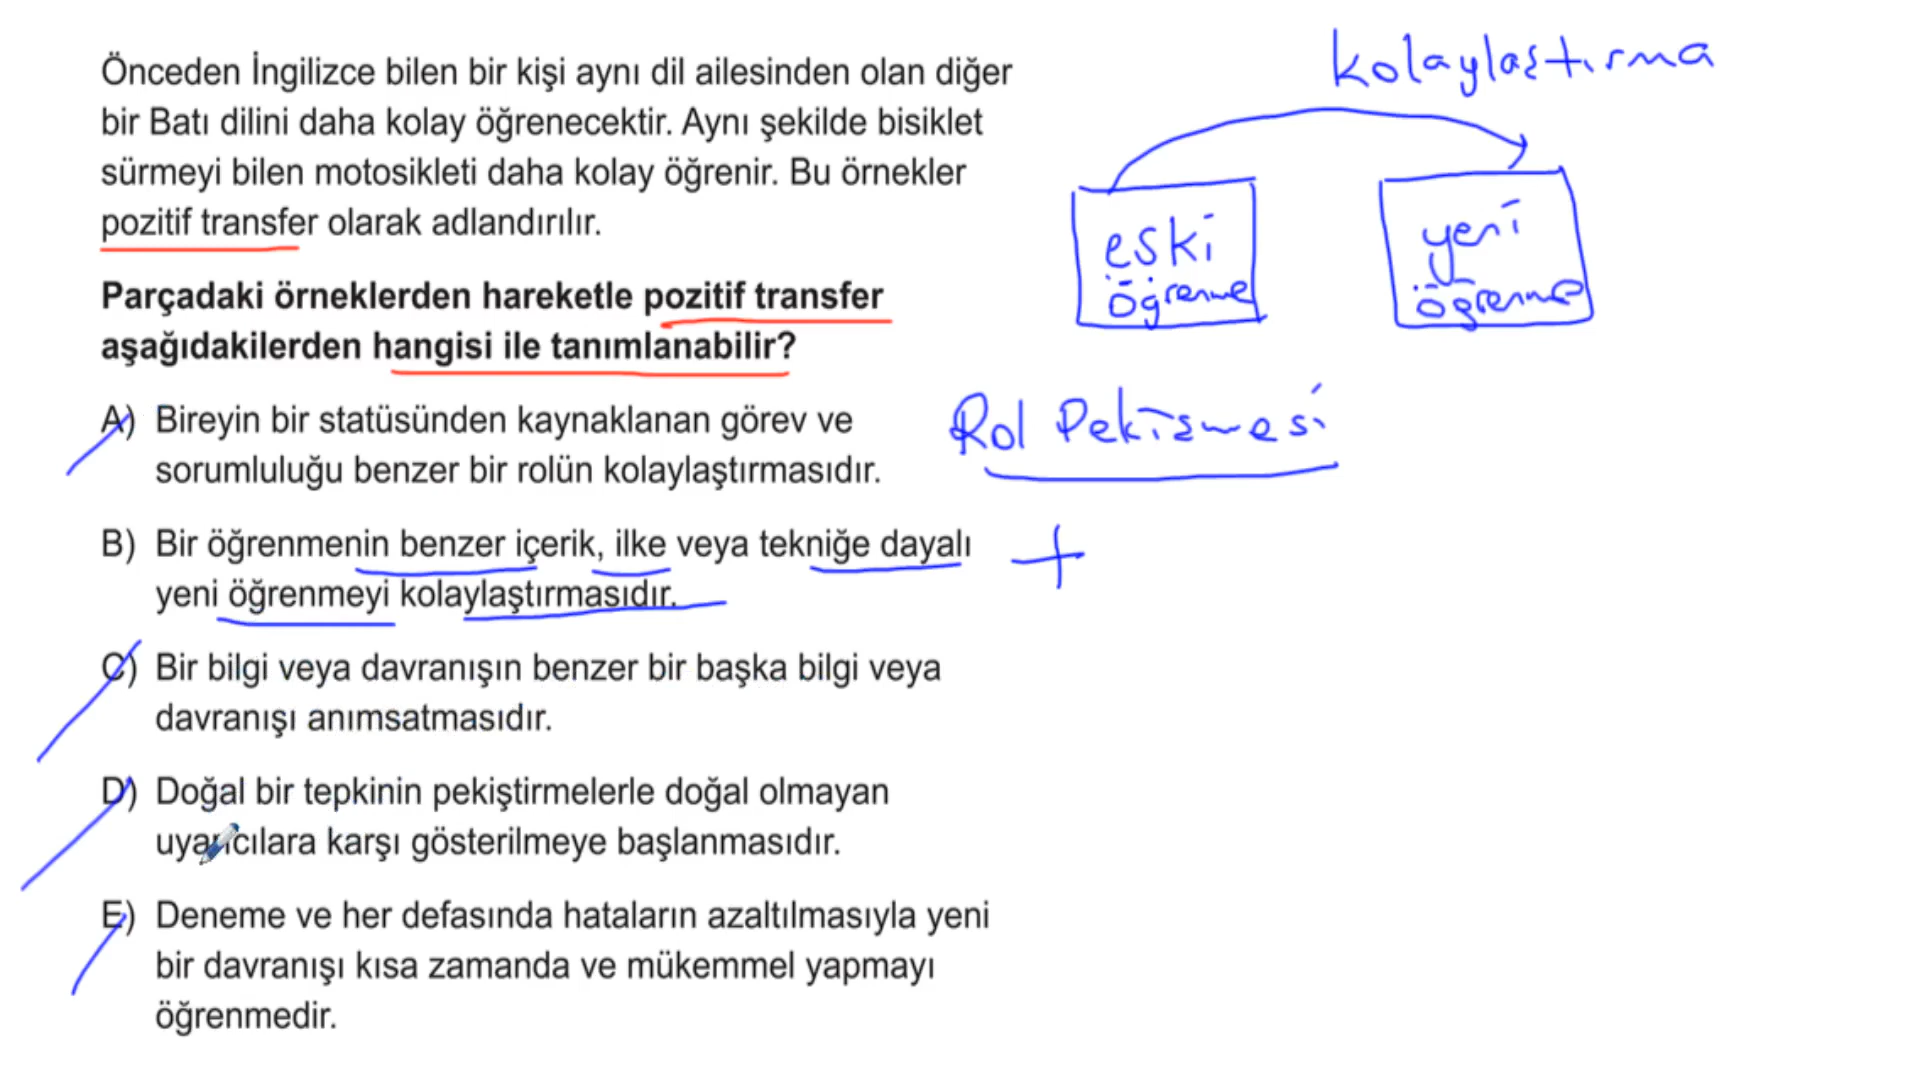 Önceden İngilizce bilen bir kişi aynı dil ailesinden olan diğer
bir Batı dilini daha kolay öğrenecektir. Aynı şekilde bisiklet
sürmeyi bilen motosikleti daha kolay öğrenir. Bu örnekler
pozitif transfer olarak adlandırılır.
Parçadaki örneklerden hareketle pozitif transfer
aşağıdakilerden hangisi ile tanımlanabilir?
A) Bireyin bir statüsünden kaynaklanan görev ve
sorumluluğu benzer bir rolün kolaylaştırmasıdır.
B) Bir öğrenmenin benzer içerik, ilke veya tekniğe dayalı
yeni öğrenmeyi kolaylaştırmasıdır.
C) Bir bilgi veya davranışın benzer bir başka bilgi veya
davranışı anımsatmasıdır.
D) Doğal bir tepkinin pekiştirmelerle doğal olmayan
uyarıcılara karşı gösterilmeye başlanmasıdır.
E) Deneme ve her defasında hataların azaltılmasıyla yeni
bir davranışı kısa zamanda ve mükemmel yapmayı
öğrenmedir.
kolaylaştırma
eski
öğrenme
yeni
öğrenme
Rol Pekişmesi
+